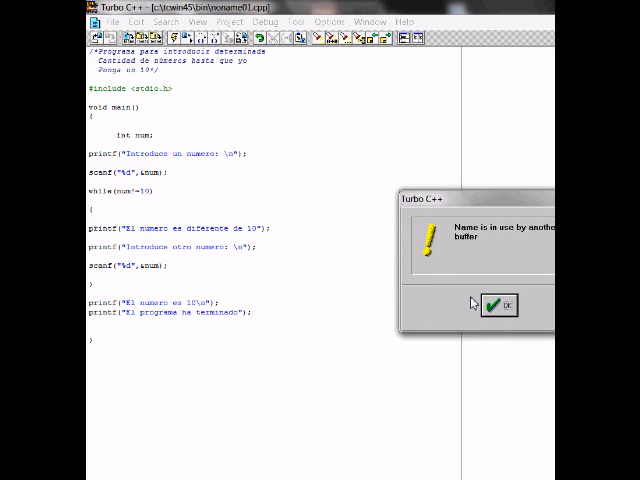 Turbo C++ - [c:\tcwin45\bin\noname01.cpp]
File Edit Search View Project Debug Tool Options Window Help
/*Programa para introducir determinada
Cantidad de números hasta que yo
Ponga un 10*/
#include <stdio.h>
void main()
{
int num;
printf("Introduce un numero: \n");
scanf("%d",&num);
while(num!=10)
{
printf("El numero es diferente de 10");
printf("Introduce otro numero: \n");
scanf("%d",&num);
}
printf("El numero es 10\n");
printf("El programa ha terminado");
}
Turbo C++
Name is in use by anothe
buffer
OK